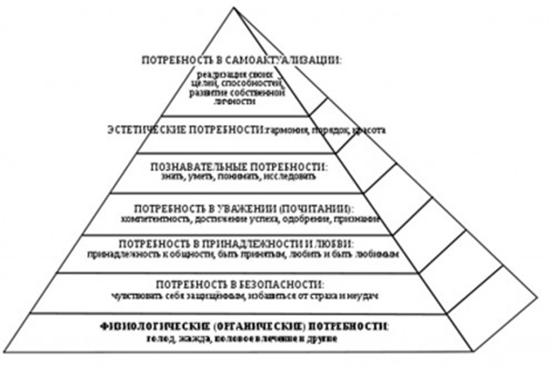 ПОТРЕБНОСТЬ В САМОАКТУАЛИЗАЦИИ:
реализация своих
целей, способностей,
развитие собственной
личности
ЭСТЕТИЧЕСКИЕ ПОТРЕБНОСТИ:гармония, порядок, красота
ПОЗНАВАТЕЛЬНЫЕ ПОТРЕБНОСТИ:
знать, уметь, понимать, исследовать
ПОТРЕБНОСТЬ В УВАЖЕНИИ (ПОЧИТАНИИ):
компетентность, достижение успеха, одобрение, признание
ПОТРЕБНОСТЬ В ПРИНАДЛЕЖНОСТИ И ЛЮБВИ:
принадлежность к общности, быть принятым, любить и быть любимым
ПОТРЕБНОСТЬ В БЕЗОПАСНОСТИ:
чувствовать себя защищённым, избавиться от страха и неудач
ФИЗИОЛОГИЧЕСКИЕ (ОРГАНИЧЕСКИЕ) ПОТРЕБНОСТИ:
голод, жажда, половое влечение и другие